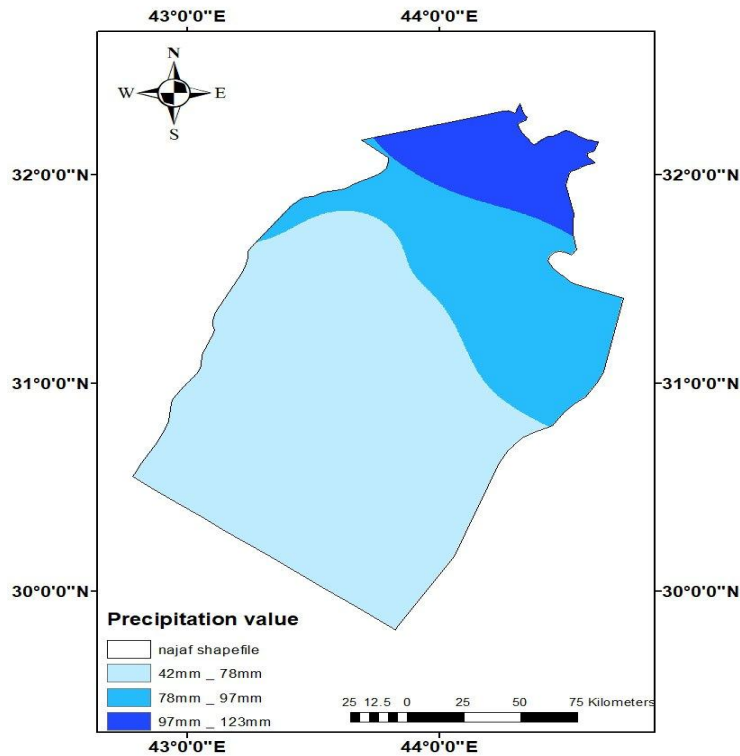 43°0'0"E 44°0'0"E
N
W E
S
32°0'0"N 32°0'0"N
31°0'0"N 31°0'0"N
30°0'0"N 30°0'0"N
Precipitation value
najaf shapefile
42mm _ 78mm
78mm _ 97mm
97mm _ 123mm
25 12.5 0 25 50 75 Kilometers
43°0'0"E 44°0'0"E